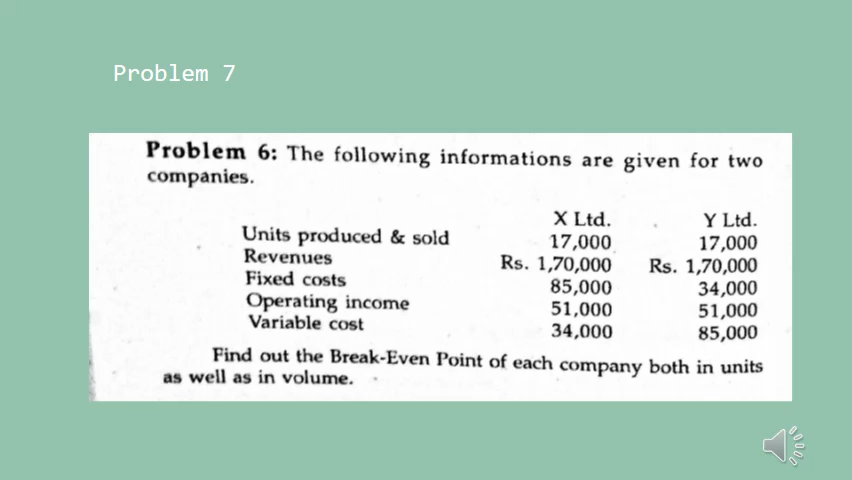 Problem 7
Problem 6: The following informations are given for two
companies.
X Ltd. Y Ltd.
Units produced & sold 17,000 17,000
Revenues Rs. 1,70,000 Rs. 1,70,000
Fixed costs 85,000 34,000
Operating income 51,000 51,000
Variable cost 34,000 85,000
Find out the Break-Even Point of each company both in units
as well as in volume.